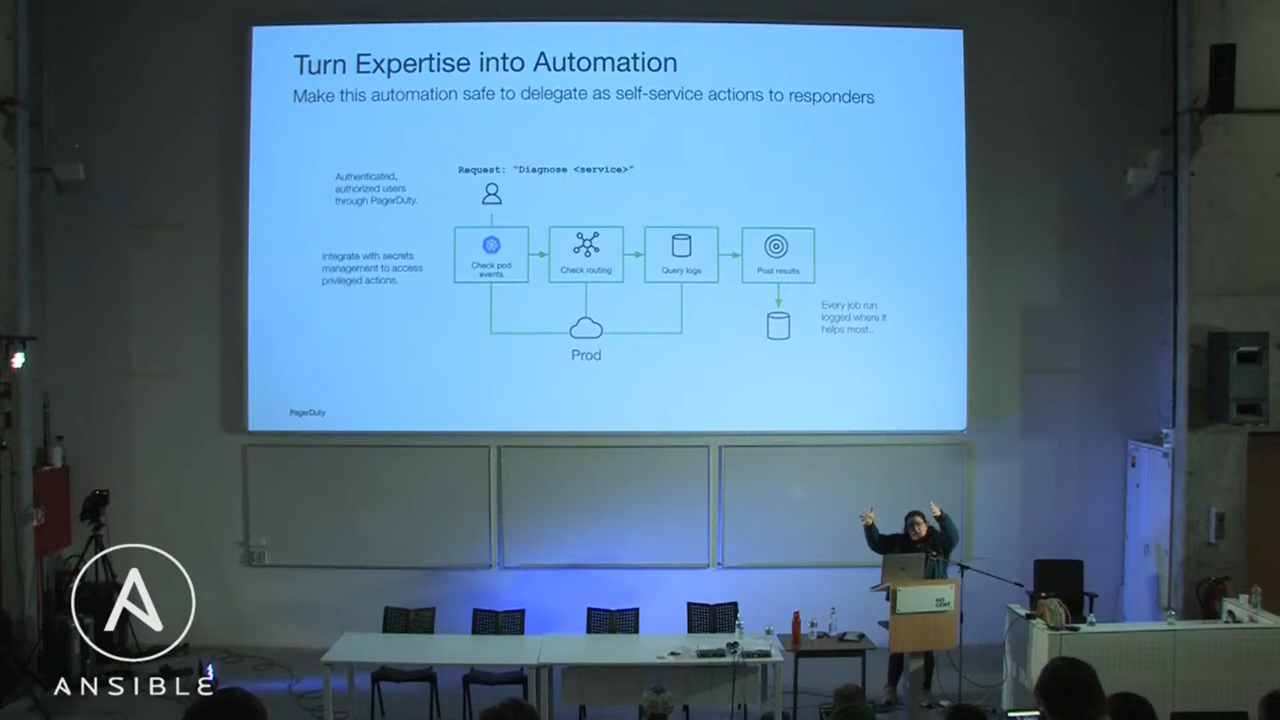 Turn Expertise into Automation
Make this automation safe to delegate as self-service actions to responders
Request: "Diagnose <service>"
Authenticated,
authorized users
through PagerDuty.
Integrate with secrets
management to access
privileged actions.
Check pod
events
Check routing
Query logs
Post results
Every job run
logged where it
helps most..
Prod
PagerDuty
HO
GENT
ANSIBLE